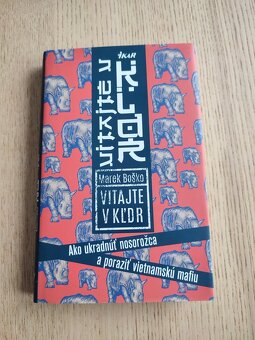 IKAR
vitajte v
KĽDR
Marek Boško
VITAJTE
V KĽDR
Ako ukradnúť nosorožca
a poraziť vietnamskú mafiu